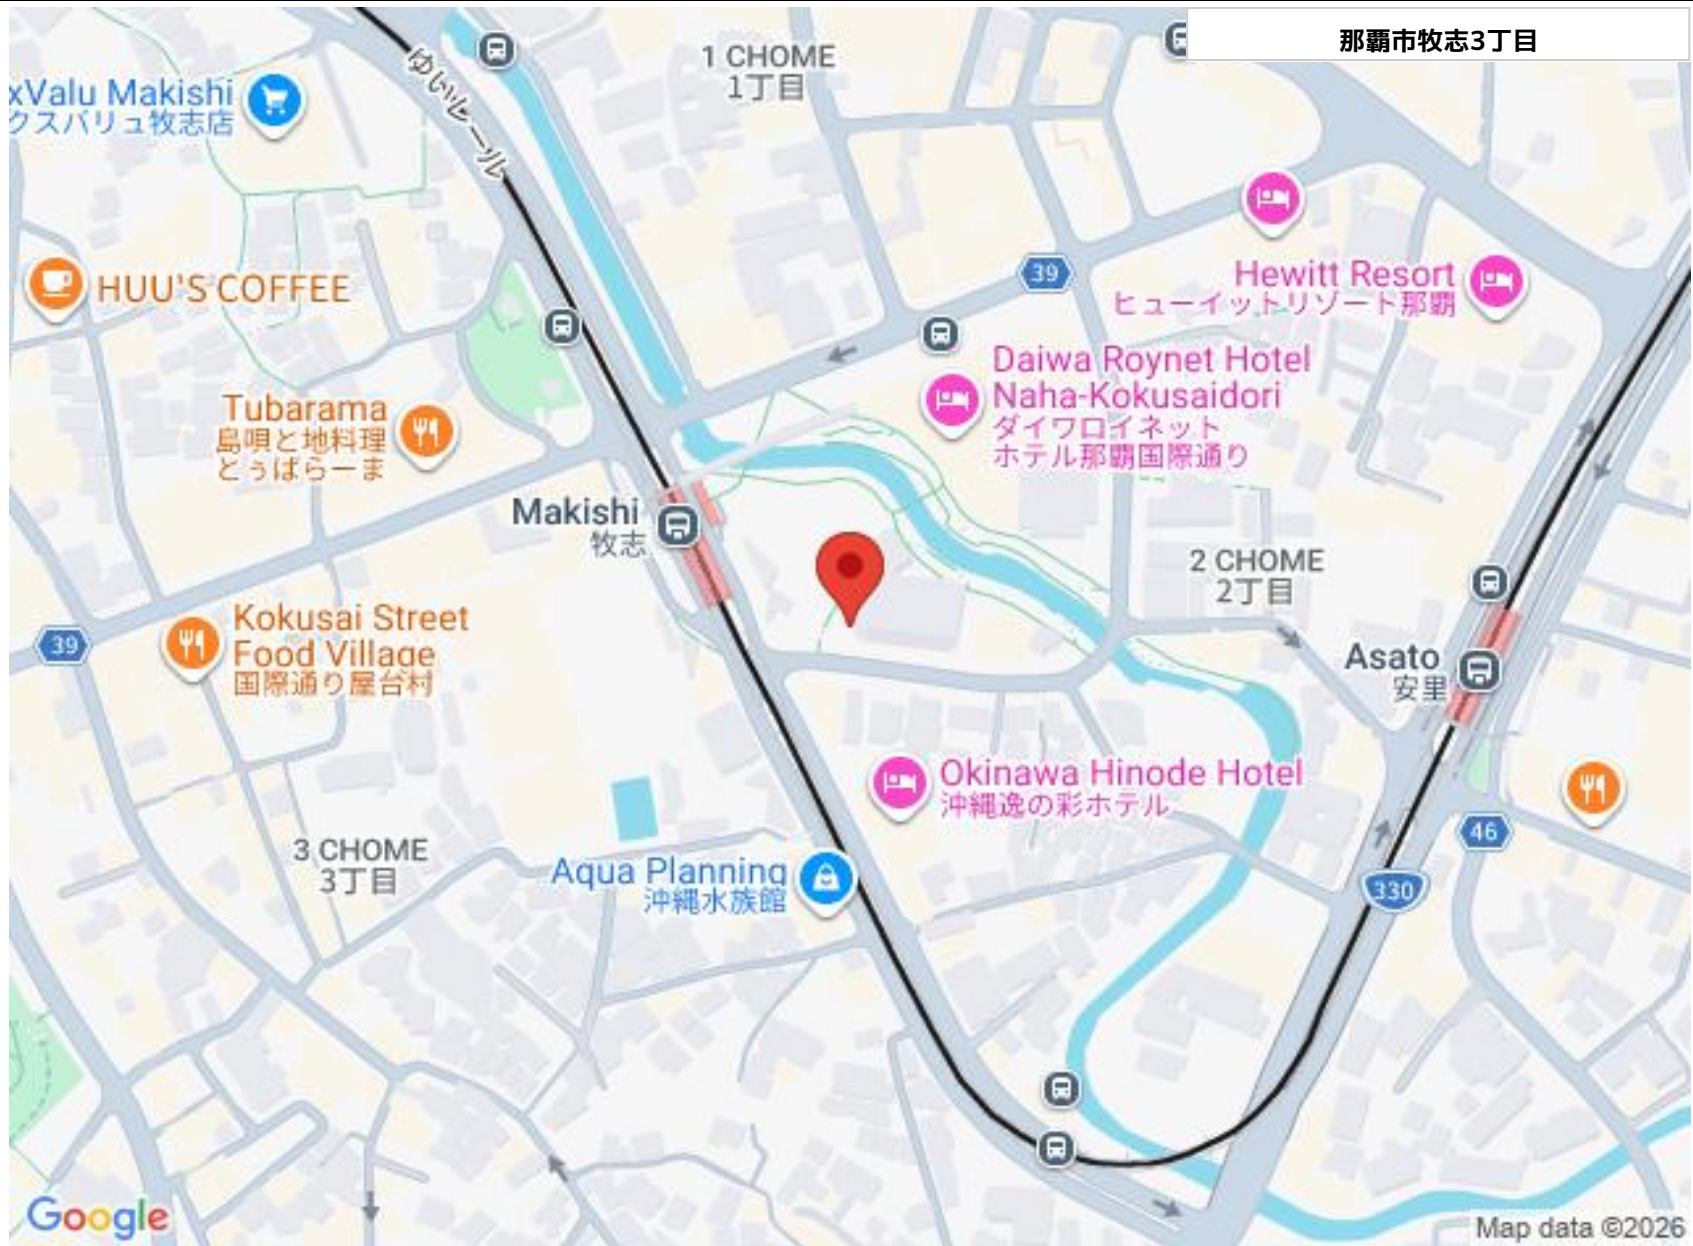 那覇市牧志3丁目
1 CHOME
1丁目
ゆいレール
xValu Makishi
クスバリュ牧志店
39
Hewitt Resort
ヒューイットリゾート那覇
HUU'S COFFEE
Daiwa Roynet Hotel
Naha-Kokusaidori
ダイワロイネット
ホテル那覇国際通り
Tubarama
島唄と地料理
とぅばらーま
Makishi
牧志
2 CHOME
2丁目
Kokusai Street
Food Village
国際通り屋台村
39
Asato
安里
Okinawa Hinode Hotel
沖縄逸の彩ホテル
46
3 CHOME
3丁目
Aqua Planning
沖縄水族館
330
Google
Map data ©2026